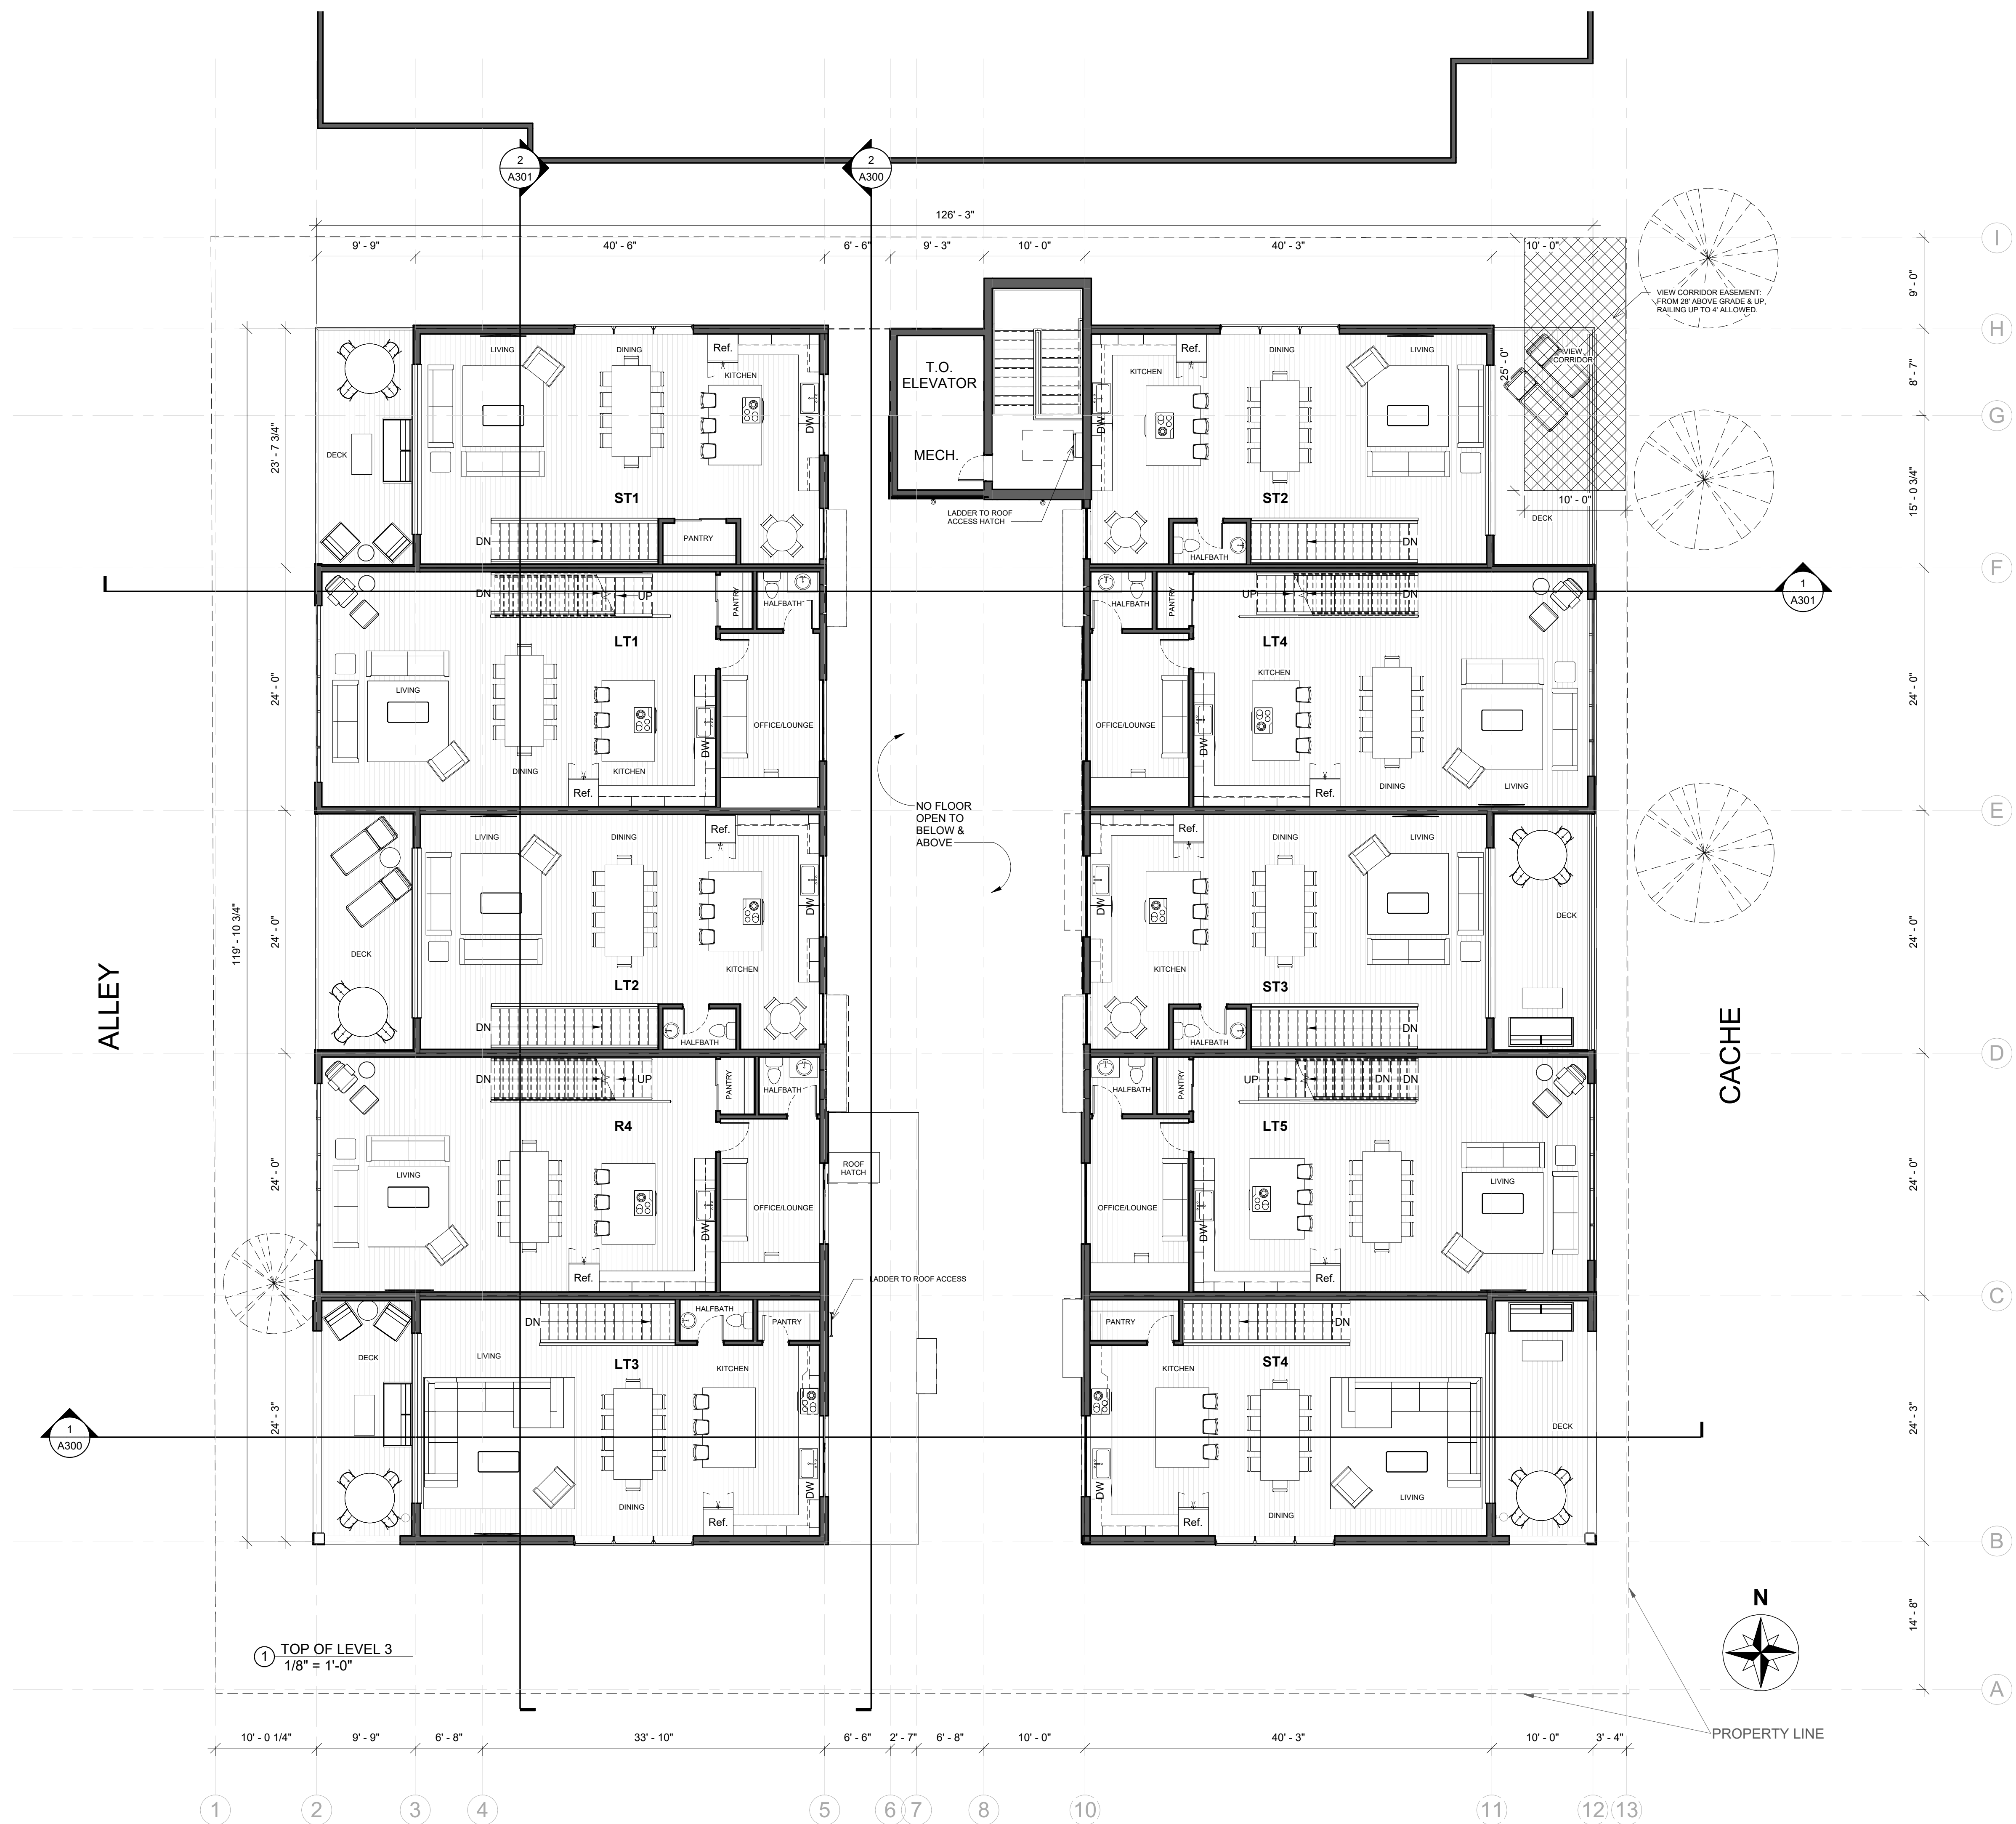 2
A301
2
A300
126' - 3"
9' - 9"
40' - 6"
6' - 6"
9' - 3"
10' - 0"
40' - 3"
10' - 0"
I
9' - 0"
VIEW CORRIDOR EASEMENT:
FROM 28' ABOVE GRADE & UP.
RAILING UP TO 4' ALLOWED.
H
LIVING
DINING
Ref.
KITCHEN
DW
DECK
ST1
DN
PANTRY
23' - 7 3/4"
T.O.
ELEVATOR
MECH.
LADDER TO ROOF
ACCESS HATCH
Ref.
KITCHEN
DINING
LIVING
DW
ST2
HALFBATH
DN
VIEW
CORRIDOR
25' - 0"
10' - 0"
DECK
8' - 7"
G
15' - 0 3/4"
F
1
A301
DN
UP
PANTRY
HALFBATH
LT1
LIVING
DINING
KITCHEN
Ref.
DW
OFFICE/LOUNGE
24' - 0"
HALFBATH
PANTRY
UP
DN
LT4
KITCHEN
OFFICE/LOUNGE
DW
Ref.
DINING
LIVING
24' - 0"
NO FLOOR
OPEN TO
BELOW &
ABOVE
E
LIVING
DINING
Ref.
DW
DECK
KITCHEN
LT2
DN
HALFBATH
24' - 0"
119' - 10 3/4"
Ref.
DINING
LIVING
DW
KITCHEN
ST3
HALFBATH
DN
DECK
24' - 0"
ALLEY
CACHE
D
DN
UP
PANTRY
HALFBATH
R4
LIVING
DW
OFFICE/LOUNGE
Ref.
24' - 0"
ROOF
HATCH
LADDER TO ROOF ACCESS
HALFBATH
PANTRY
UP
DN
DN
LT5
OFFICE/LOUNGE
DW
Ref.
LIVING
24' - 0"
C
DECK
LIVING
DN
HALFBATH
PANTRY
LT3
KITCHEN
DINING
Ref.
DW
24' - 3"
PANTRY
DN
KITCHEN
ST4
DW
Ref.
DINING
LIVING
DECK
24' - 3"
1
A300
B
14' - 8"
N
A
1
TOP OF LEVEL 3
1/8" = 1'-0"
PROPERTY LINE
10' - 0 1/4"
9' - 9"
6' - 8"
33' - 10"
6' - 6"
2' - 7"
6' - 8"
10' - 0"
40' - 3"
10' - 0"
3' - 4"
1
2
3
4
5
6
7
8
10
11
12
13